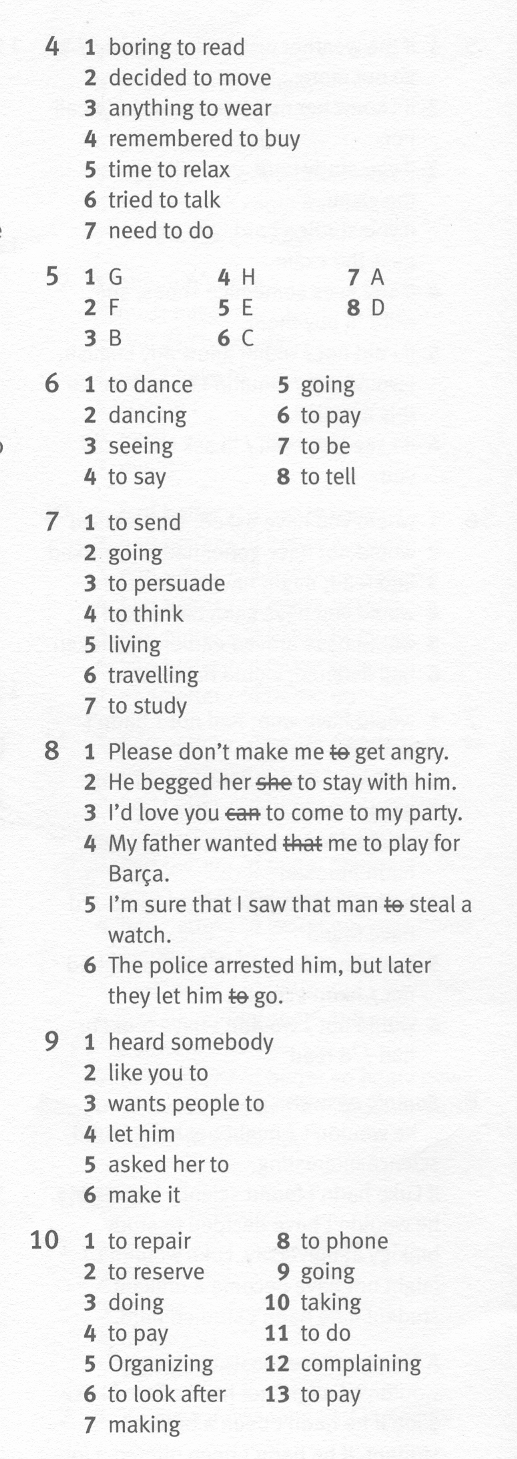 4 1 boring to read
2 decided to move
3 anything to wear
4 remembered to buy
5 time to relax
6 tried to talk
7 need to do
5 1 G 4 H 7 A
2 F 5 E 8 D
3 B 6 C
6 1 to dance 5 going
2 dancing 6 to pay
3 seeing 7 to be
4 to say 8 to tell
7 1 to send
2 going
3 to persuade
4 to think
5 living
6 travelling
7 to study
8 1 Please don't make me to get angry.
2 He begged her she to stay with him.
3 I'd love you can to come to my party.
4 My father wanted that me to play for
Barça.
5 I'm sure that I saw that man to steal a
watch.
6 The police arrested him, but later
they let him to go.
9 1 heard somebody
2 like you to
3 wants people to
4 let him
5 asked her to
6 make it
10 1 to repair 8 to phone
2 to reserve 9 going
3 doing 10 taking
4 to pay 11 to do
5 Organizing 12 complaining
6 to look after 13 to pay
7 making